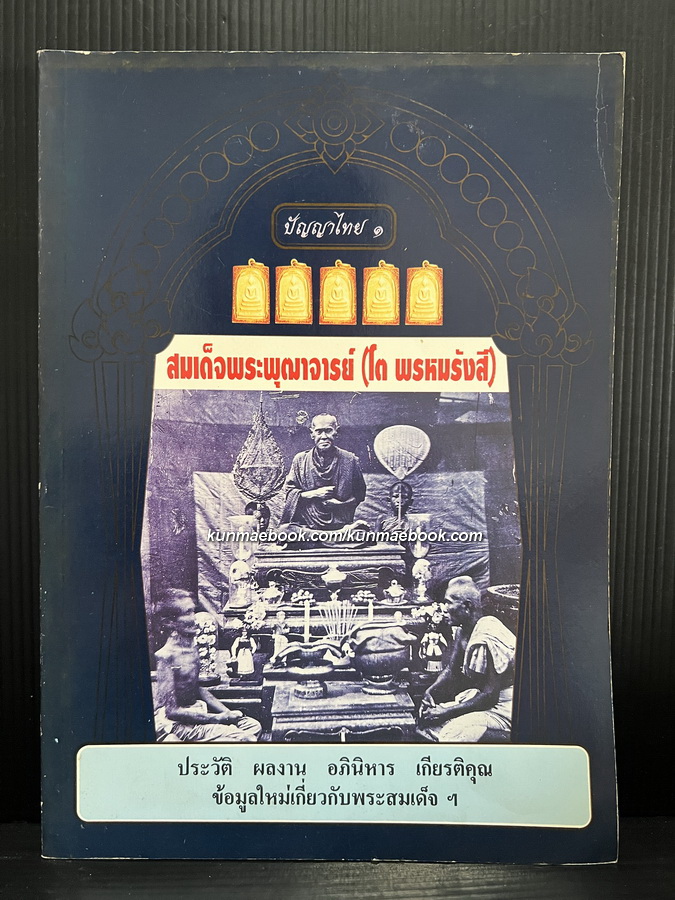 ปัญญาไทย ๑
สมเด็จพระพุฒาจารย์ (โต พรหมรังสี)
kunmaebook.com/kunmaebook.com
ประวัติ ผลงาน อภินิหาร เกียรติคุณ
ข้อมูลใหม่เกี่ยวกับพระสมเด็จ ฯ